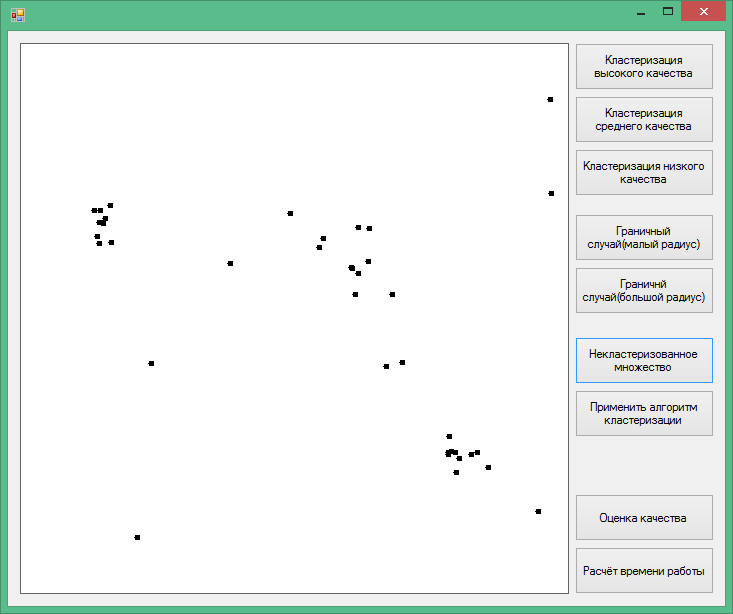 Кластеризация
высокого качества
Кластеризация
среднего качества
Кластеризация низкого
качества
Граничный
случай(малый радиус)
Граничнй
случай(большой радиус)
Некластеризованное
множество
Применить алгоритм
кластеризации
Оценка качества
Расчёт времени работы